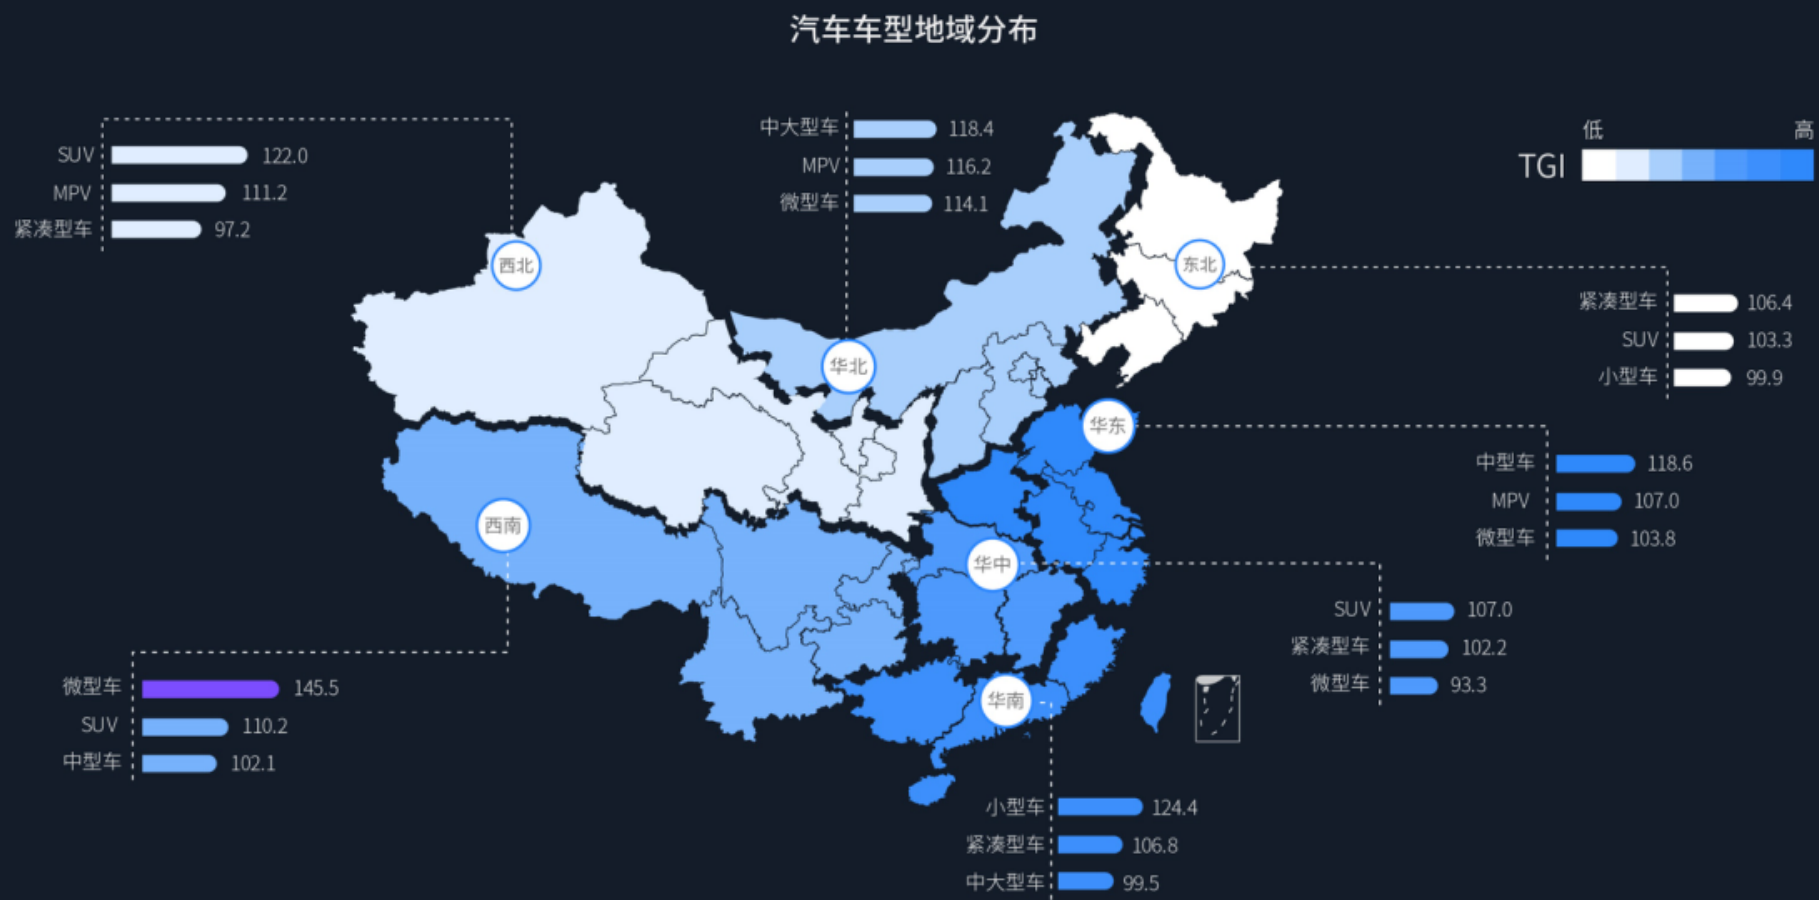 汽车车型地域分布
低 高
TGI
SUV 122.0
MPV 111.2
紧凑型车 97.2
中大型车 118.4
MPV 116.2
微型车 114.1
西北
东北
华北
华东
西南
华中
华南
紧凑型车 106.4
SUV 103.3
小型车 99.9
中型车 118.6
MPV 107.0
微型车 103.8
SUV 107.0
紧凑型车 102.2
微型车 93.3
微型车 145.5
SUV 110.2
中型车 102.1
小型车 124.4
紧凑型车 106.8
中大型车 99.5